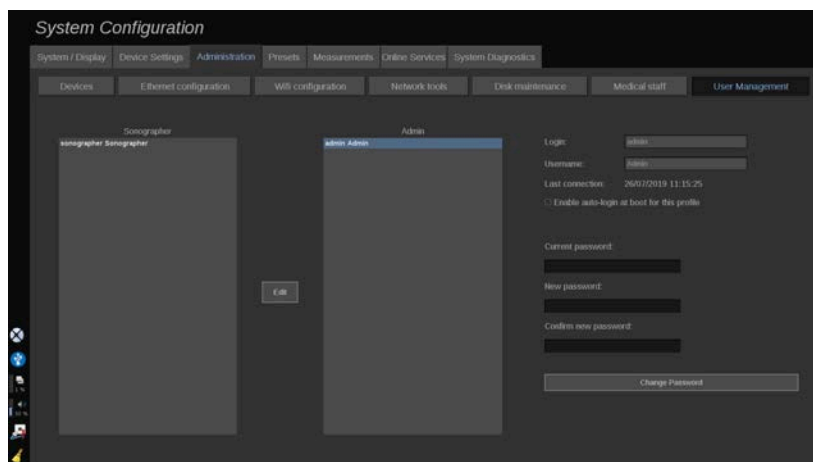 System Configuration
System / Display Device Settings Administration Presets Measurements Online Services System Diagnostics
Devices Ethernet configuration Wifi configuration Network tools Disk maintenance Medical staff User Management
Sonographer Admin
sonographer Sonographer
admin Admin
Login: admin
Username: Admin
Last connection: 26/07/2019 11:15:25
Enable auto-login at boot for this profile
Current password:
Edit
New password:
Confirm new password:
Change Password